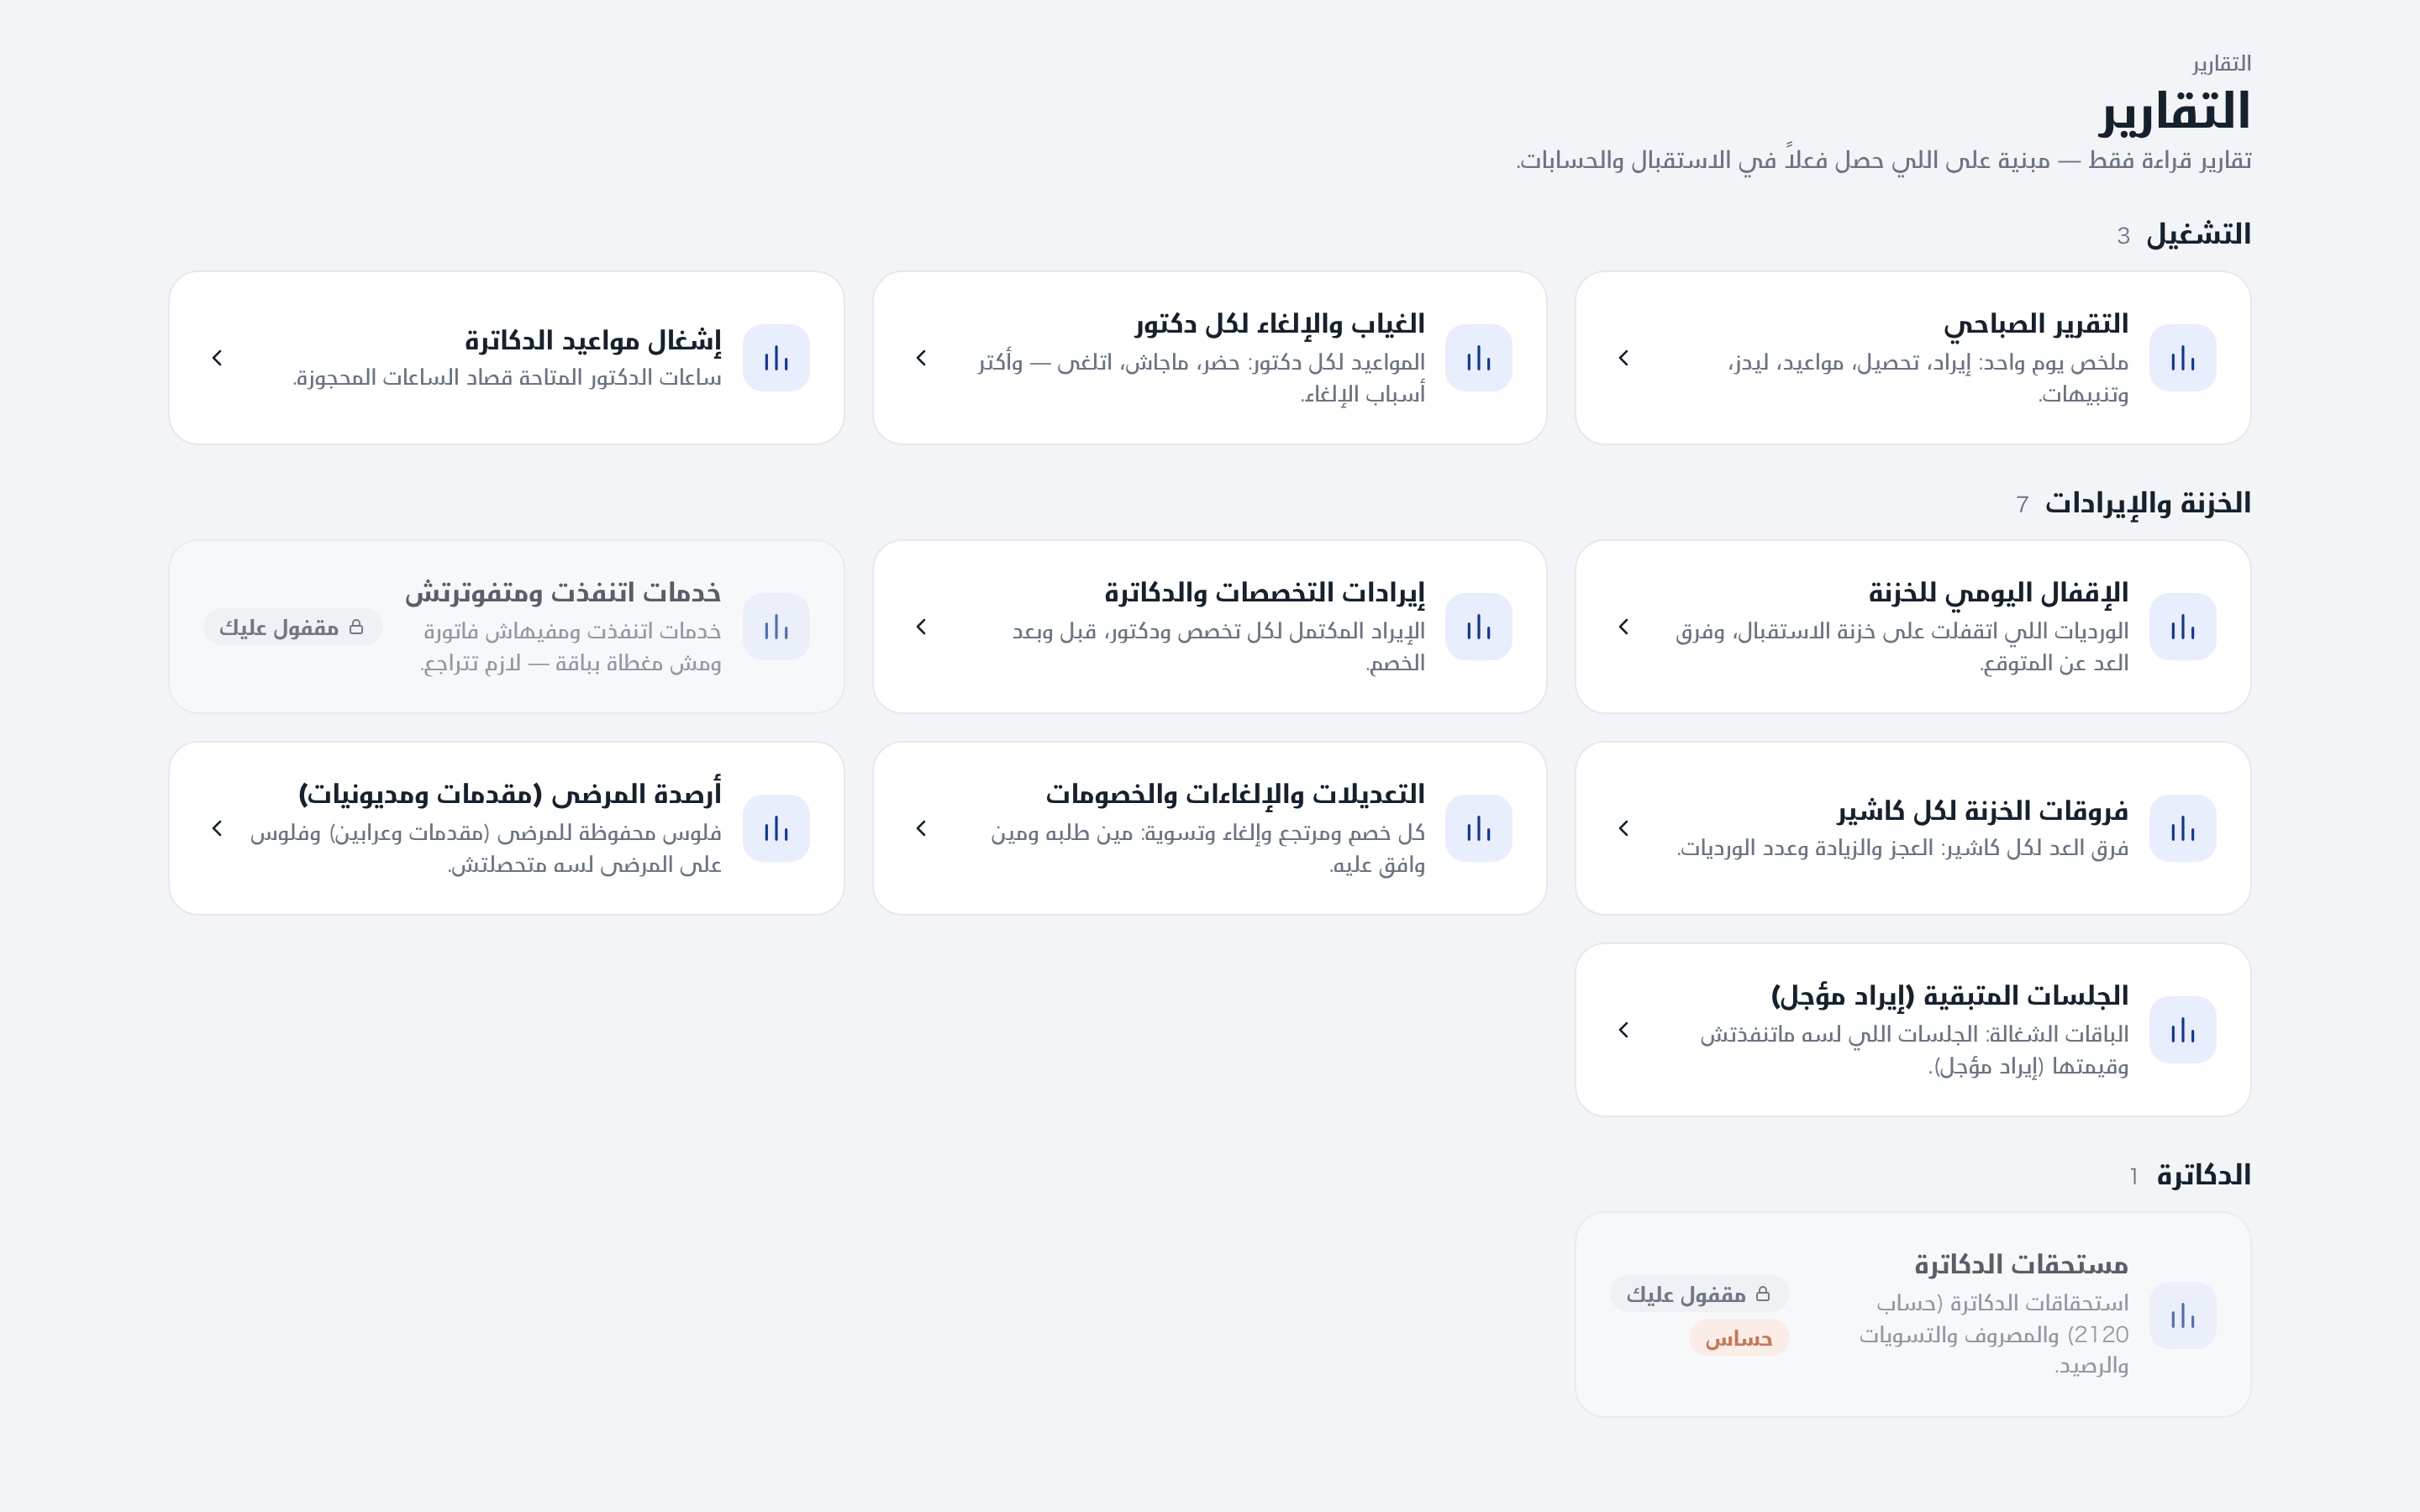 التقارير
التقارير
تقارير قراءة فقط — مبنية على اللي حصل فعلاً في الاستقبال والحسابات.
التشغيل 3
التقرير الصباحي
ملخص يوم واحد: إيراد، تحصيل، مواعيد، ليدز،
وتنبيهات.
الغياب والإلغاء لكل دكتور
المواعيد لكل دكتور: حضر، ماجاش، اتلغى — وأكتر
أسباب الإلغاء.
إشغال مواعيد الدكاترة
ساعات الدكتور المتاحة قصاد الساعات المحجوزة.
الخزنة والإيرادات 7
الإقفال اليومي للخزنة
الورديات اللي اتقفلت على خزنة الاستقبال، وفرق
العد عن المتوقع.
إيرادات التخصصات والدكاترة
الإيراد المكتمل لكل تخصص ودكتور، قبل وبعد
الخصم.
خدمات اتنفذت ومتفوترتش
خدمات اتنفذت ومفيهاش فاتورة
ومش مغطاة بباقة — لازم تتراجع.
مقفول عليك
فروقات الخزنة لكل كاشير
فرق العد لكل كاشير: العجز والزيادة وعدد الورديات.
التعديلات والإلغاءات والخصومات
كل خصم ومرتجع وإلغاء وتسوية: مين طلبه ومين
وافق عليه.
أرصدة المرضى (مقدمات ومديونيات)
فلوس محفوظة للمرضى (مقدمات وعرابين) وفلوس
على المرضى لسه متحصلتش.
الجلسات المتبقية (إيراد مؤجل)
الباقات الشغالة: الجلسات اللي لسه ماتنفذتش
وقيمتها (إيراد مؤجل).
الدكاترة 1
مستحقات الدكاترة
استحقاقات الدكاترة (حساب
2120) والمصروف والتسويات
والرصيد.
مقفول عليك
حساس